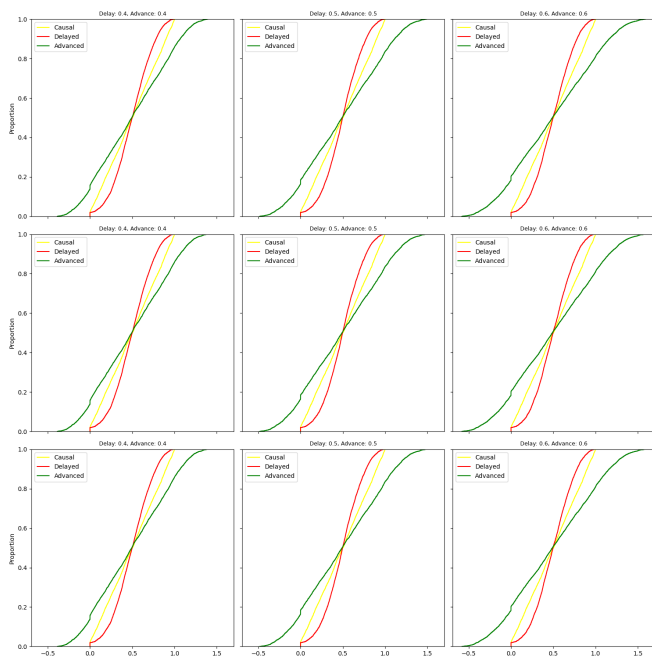 Delay: 0.4, Advance: 0.4
Delay: 0.5, Advance: 0.5
Delay: 0.6, Advance: 0.6
1.0
0.8
0.6
0.4
0.2
0.0
Proportion
Causal
Delayed
Advanced
Causal
Delayed
Advanced
Causal
Delayed
Advanced
Delay: 0.4, Advance: 0.4
Delay: 0.5, Advance: 0.5
Delay: 0.6, Advance: 0.6
1.0
0.8
0.6
0.4
0.2
0.0
Proportion
Causal
Delayed
Advanced
Causal
Delayed
Advanced
Causal
Delayed
Advanced
Delay: 0.4, Advance: 0.4
Delay: 0.5, Advance: 0.5
Delay: 0.6, Advance: 0.6
1.0
0.8
0.6
0.4
0.2
0.0
Proportion
Causal
Delayed
Advanced
Causal
Delayed
Advanced
Causal
Delayed
Advanced
−0.5 0.0 0.5 1.0 1.5
−0.5 0.0 0.5 1.0 1.5
−0.5 0.0 0.5 1.0 1.5